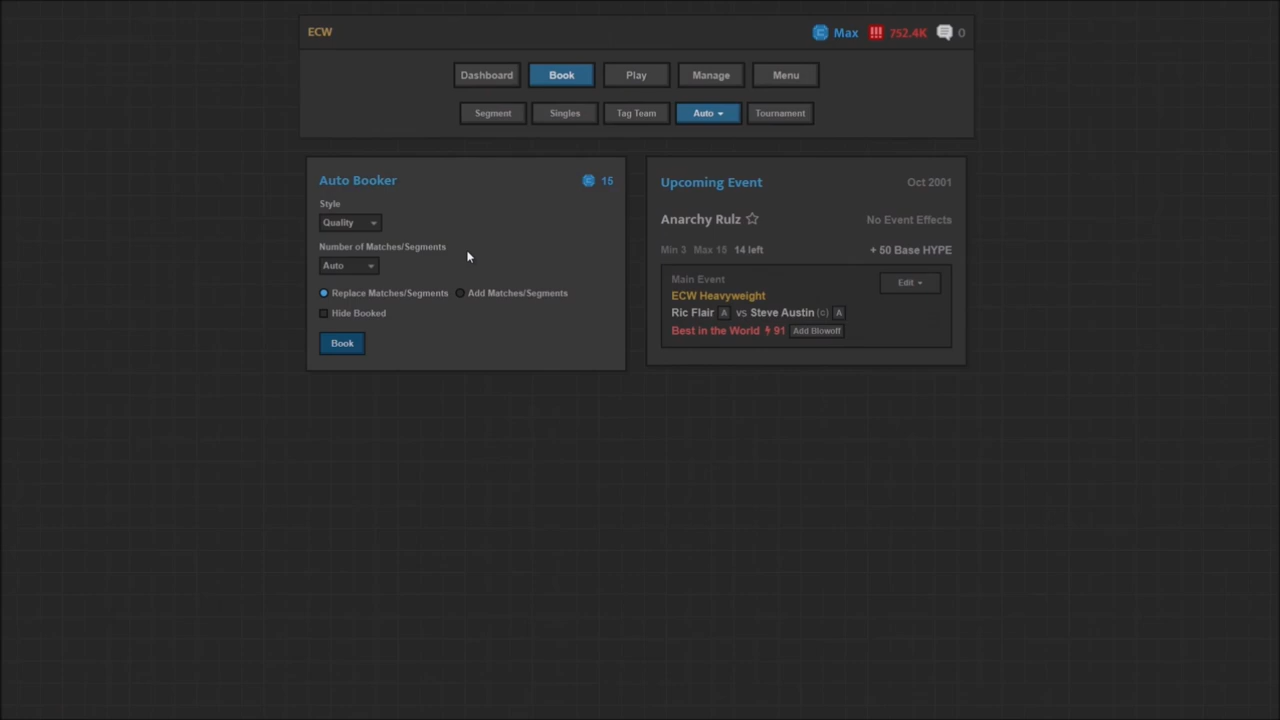 ECW
Max 752.4K 0
Dashboard Book Play Manage Menu
Segment Singles Tag Team Auto Tournament
Auto Booker 15
Style
Quality
Number of Matches/Segments
Auto
Replace Matches/Segments Add Matches/Segments
Hide Booked
Book
Upcoming Event Oct 2001
Anarchy Rulz No Event Effects
Min 3 Max 15 14 left + 50 Base HYPE
Main Event Edit
ECW Heavyweight
Ric Flair A vs Steve Austin (c) A
Best in the World 91 Add Blowoff